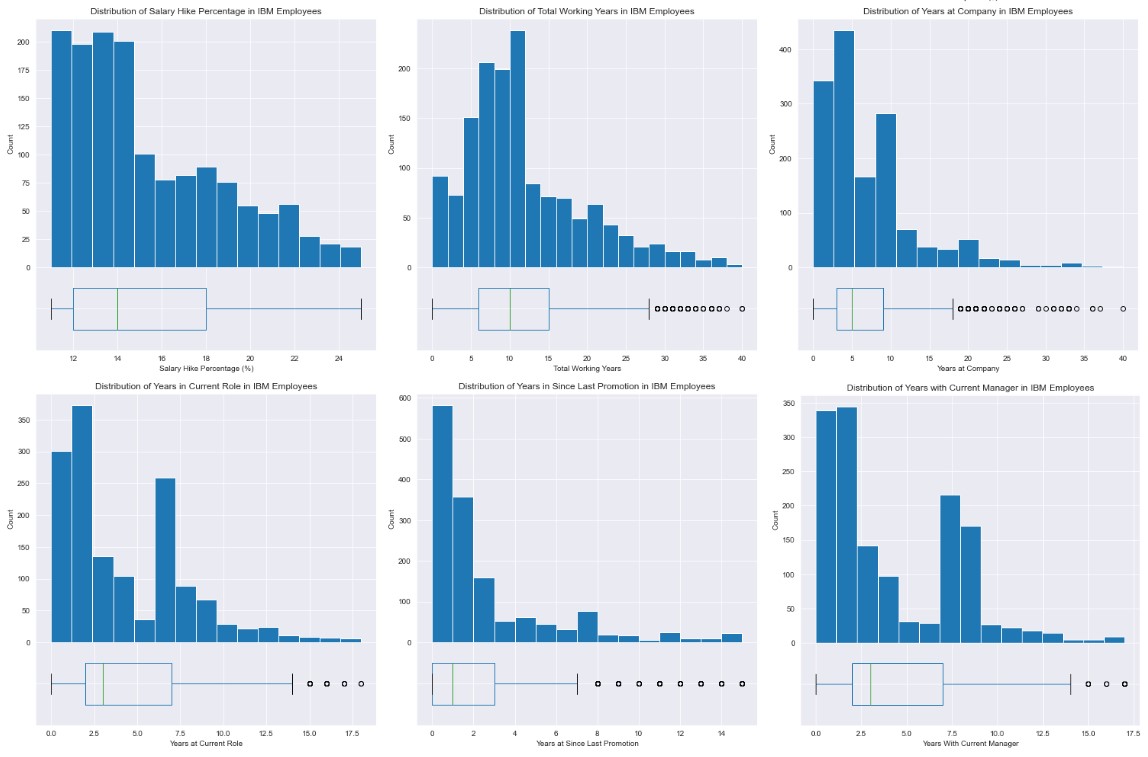 Distribution of Salary Hike Percentage in IBM Employees
Count
200
175
150
125
100
75
50
25
0
12 14 16 18 20 22 24
Salary Hike Percentage (%)
Distribution of Total Working Years in IBM Employees
Count
200
150
100
50
0
0 5 10 15 20 25 30 35 40
Total Working Years
Distribution of Years at Company in IBM Employees
Count
400
300
200
100
0
0 5 10 15 20 25 30 35 40
Years at Company
Distribution of Years in Current Role in IBM Employees
Count
350
300
250
200
150
100
50
0
0.0 2.5 5.0 7.5 10.0 12.5 15.0 17.5
Years at Current Role
Distribution of Years in Since Last Promotion in IBM Employees
Count
600
500
400
300
200
100
0
0 2 4 6 8 10 12 14
Years at Since Last Promotion
Distribution of Years with Current Manager in IBM Employees
Count
350
300
250
200
150
100
50
0
0.0 2.5 5.0 7.5 10.0 12.5 15.0 17.5
Years With Current Manager